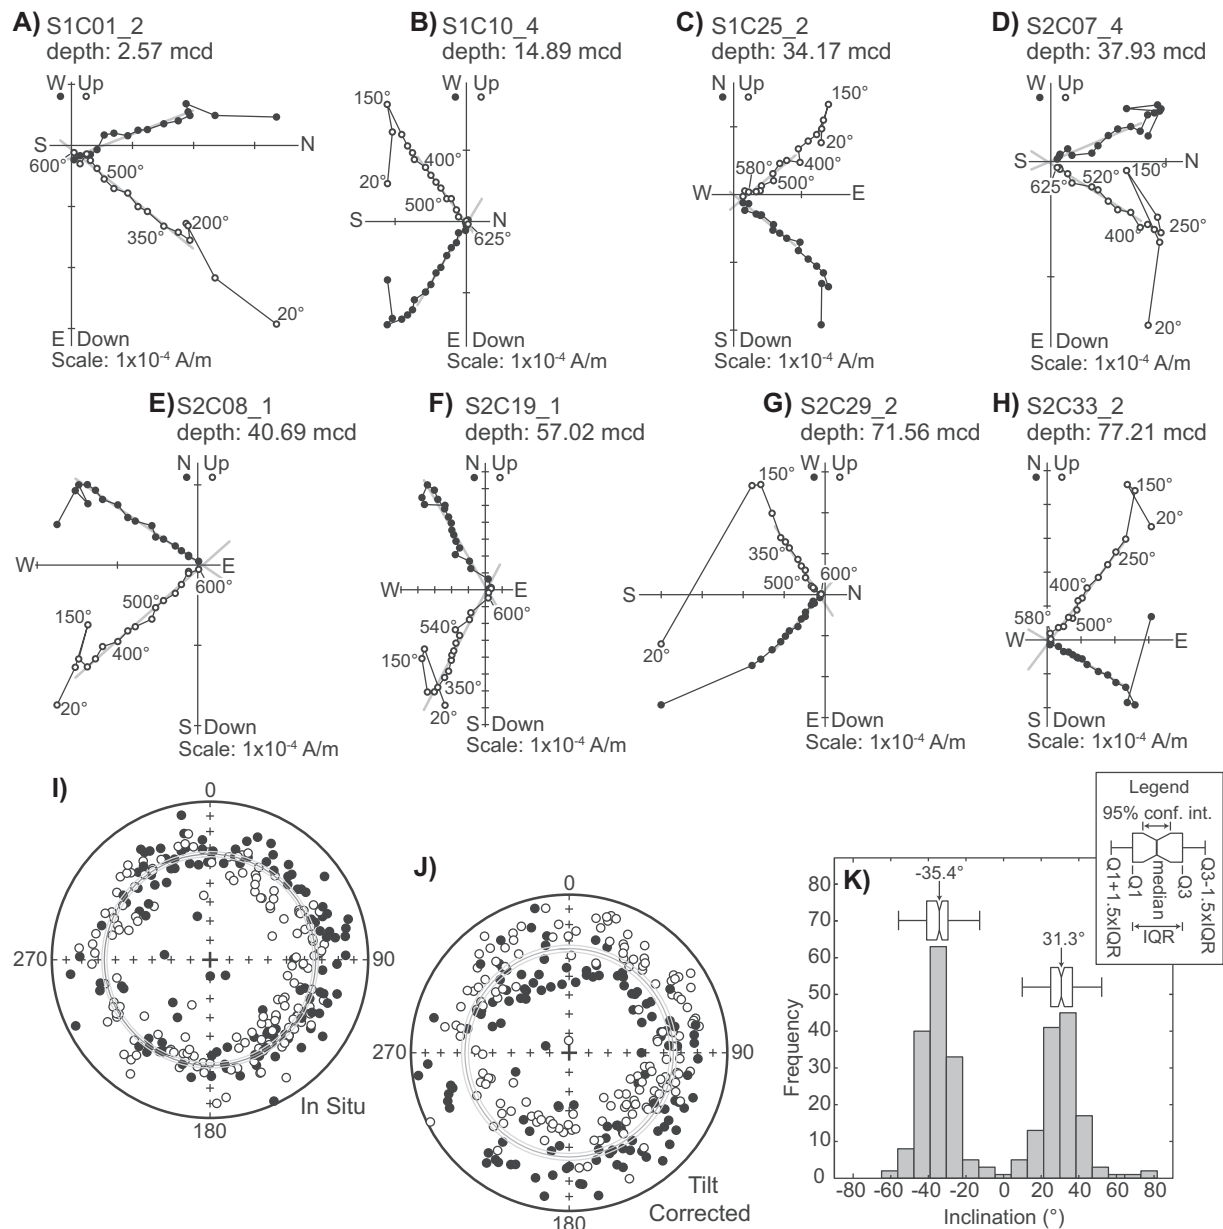 A) S1C01_2
depth: 2.57 mcd
W Up
S N
600°
500°
200°
350°
20°
E Down
Scale: 1x10-4 A/m
B) S1C10_4
depth: 14.89 mcd
W Up
150°
400°
20°
500°
S N
625°
E Down
Scale: 1x10-4 A/m
C) S1C25_2
depth: 34.17 mcd
N Up
150°
20°
400°
580°
500°
W E
S Down
Scale: 1x10-4 A/m
D) S2C07_4
depth: 37.93 mcd
W Up
S N
625°
520°
150°
250°
400°
20°
E Down
Scale: 1x10-4 A/m
E) S2C08_1
depth: 40.69 mcd
N Up
W E
600°
500°
150°
400°
20°
S Down
Scale: 1x10-4 A/m
F) S2C19_1
depth: 57.02 mcd
N Up
W E
600°
540°
150°
350°
20°
S Down
Scale: 1x10-4 A/m
G) S2C29_2
depth: 71.56 mcd
W Up
150°
350°
500°
600°
S N
20°
E Down
Scale: 1x10-4 A/m
H) S2C33_2
depth: 77.21 mcd
N Up
150°
20°
250°
400°
580°
500°
W E
S Down
Scale: 1x10-4 A/m
I)
0
270
90
180
In Situ
J)
0
270
90
180
Tilt
Corrected
K)
Legend
95% conf. int.
Q1+1.5xIQR
Q1
median
Q3
Q3-1.5xIQR
IQR
-35.4°
31.3°
Frequency
80
70
60
50
40
30
20
10
0
-80 -60 -40 -20 0 20 40 60 80
Inclination (°)